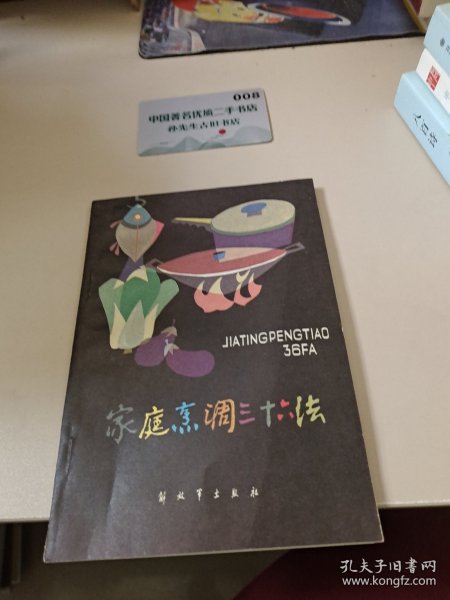 008
中国著名优质二手书店
孙先生古旧书店
JIATINGPENGTIAO
36FA
家庭烹调三十六法
解放军出版社
孔夫子旧书网
www.kongfz.com